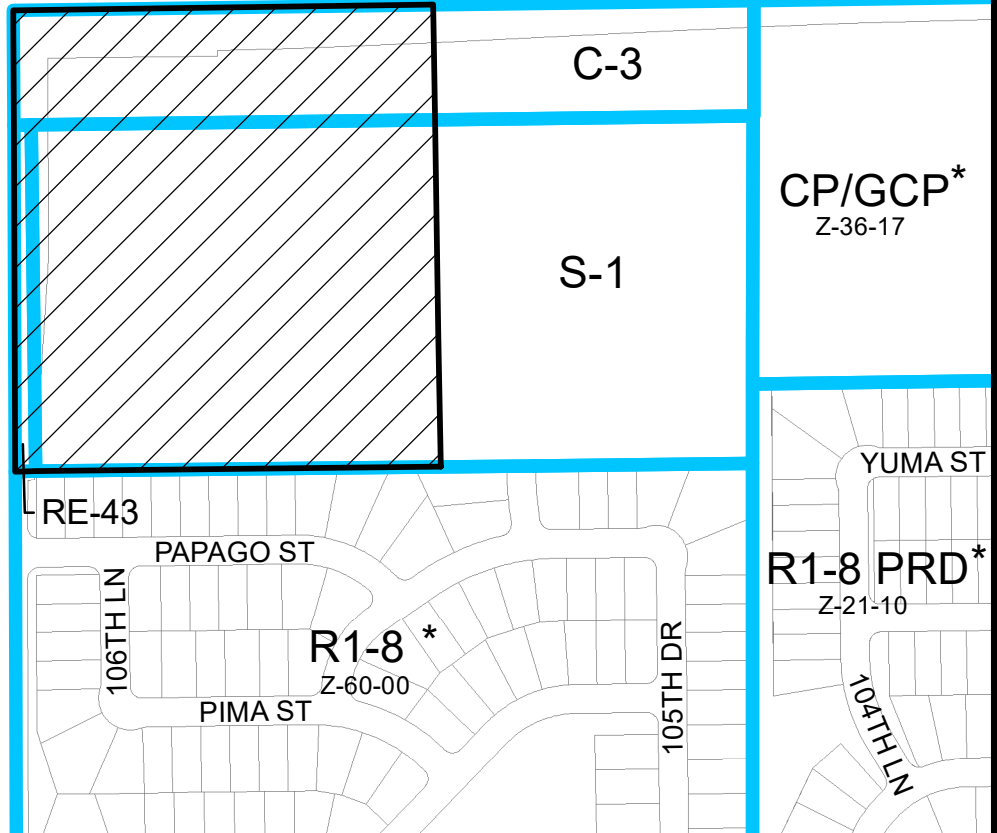 C-3
CP/GCP*
Z-36-17
S-1
YUMA ST
RE-43
PAPAGO ST
R1-8 PRD*
Z-21-10
106TH LN
R1-8 *
Z-60-00
105TH DR
PIMA ST
104TH LN